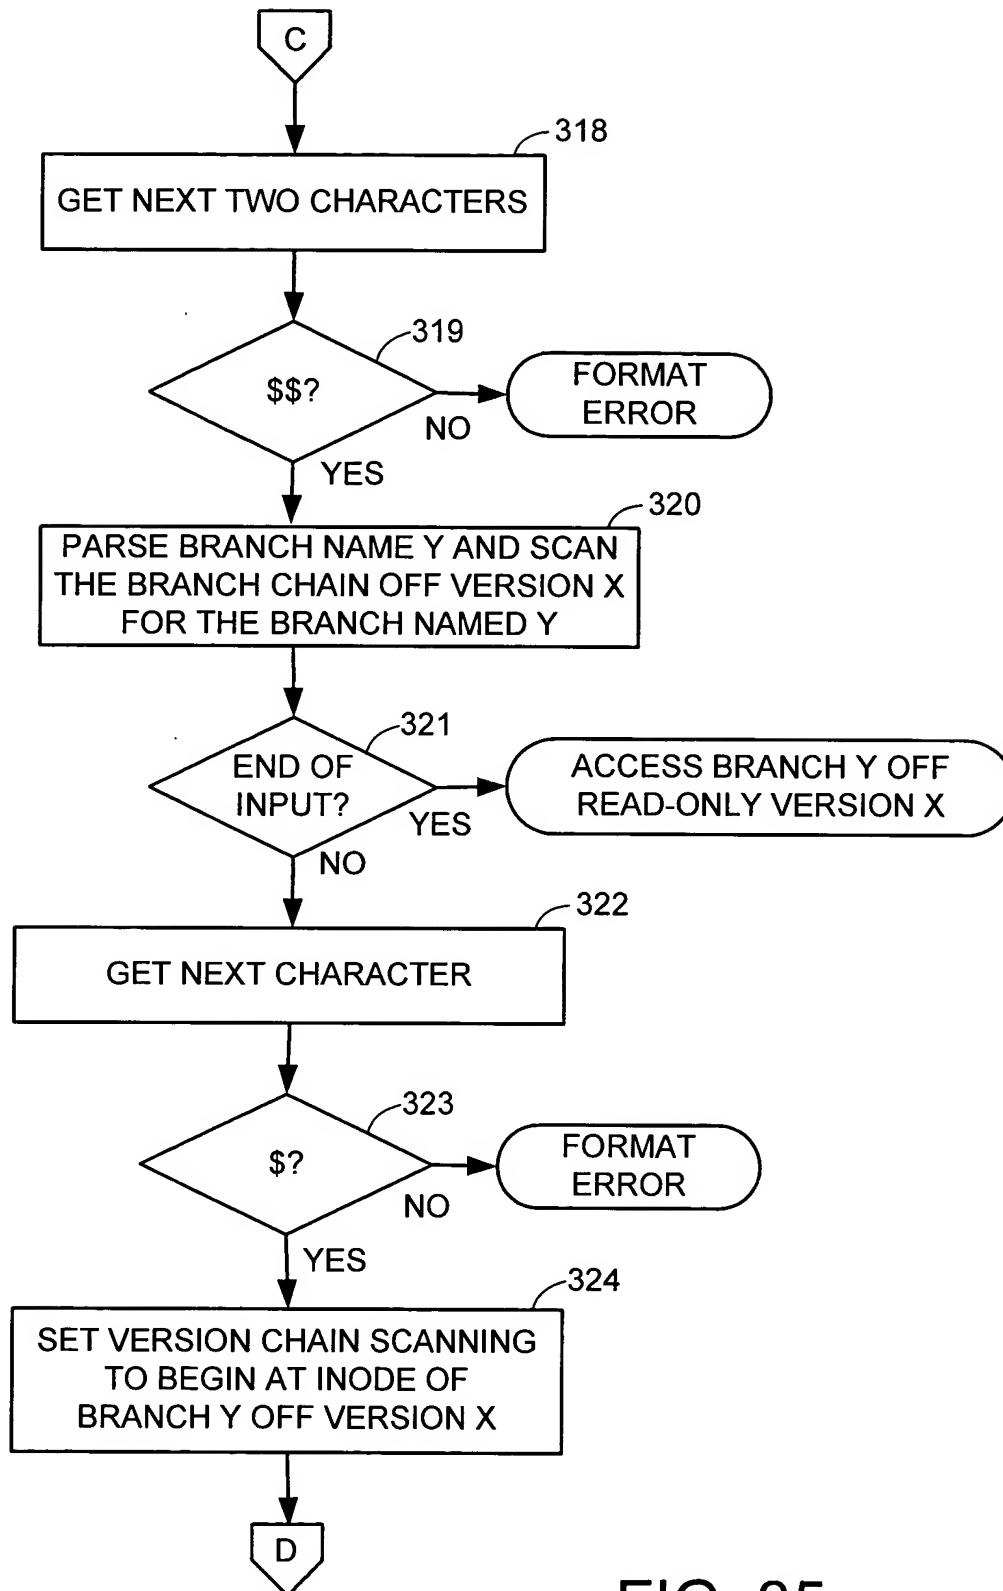 C
318
GET NEXT TWO CHARACTERS
319
$$?
NO
FORMAT
ERROR
YES
320
PARSE BRANCH NAME Y AND SCAN
THE BRANCH CHAIN OFF VERSION X
FOR THE BRANCH NAMED Y
321
END OF
INPUT?
YES
ACCESS BRANCH Y OFF
READ-ONLY VERSION X
NO
322
GET NEXT CHARACTER
323
$?
NO
FORMAT
ERROR
YES
324
SET VERSION CHAIN SCANNING
TO BEGIN AT INODE OF
BRANCH Y OFF VERSION X
D